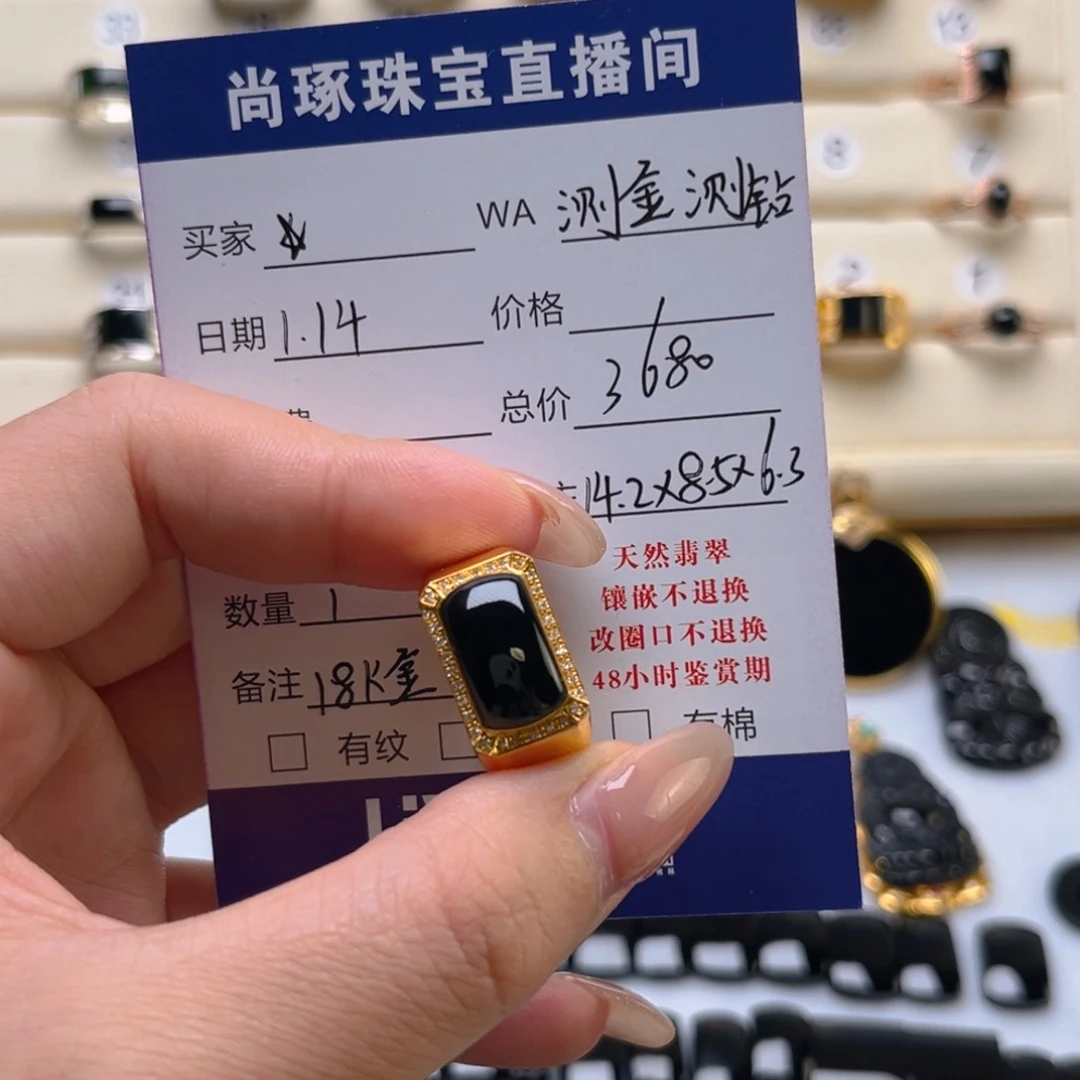 尚琢珠宝直播间
买家 WA 测金测钻
日期 1.14 价格
总价 3680
14.2x8.5x6.3
天然翡翠
镶嵌不退换
数量 1 改圈口不退换
备注 18K金 48小时鉴赏期
有纹 有棉